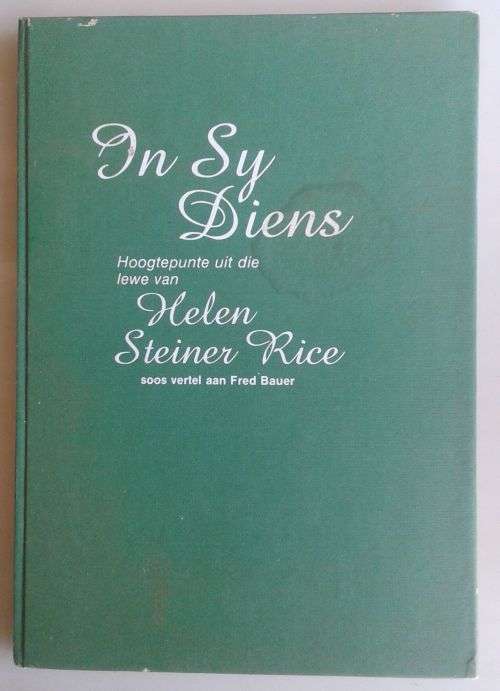 In Sy
Diens
Hoogtepunte uit die
lewe van
Helen
Steiner Rice
soos vertel aan Fred Bauer